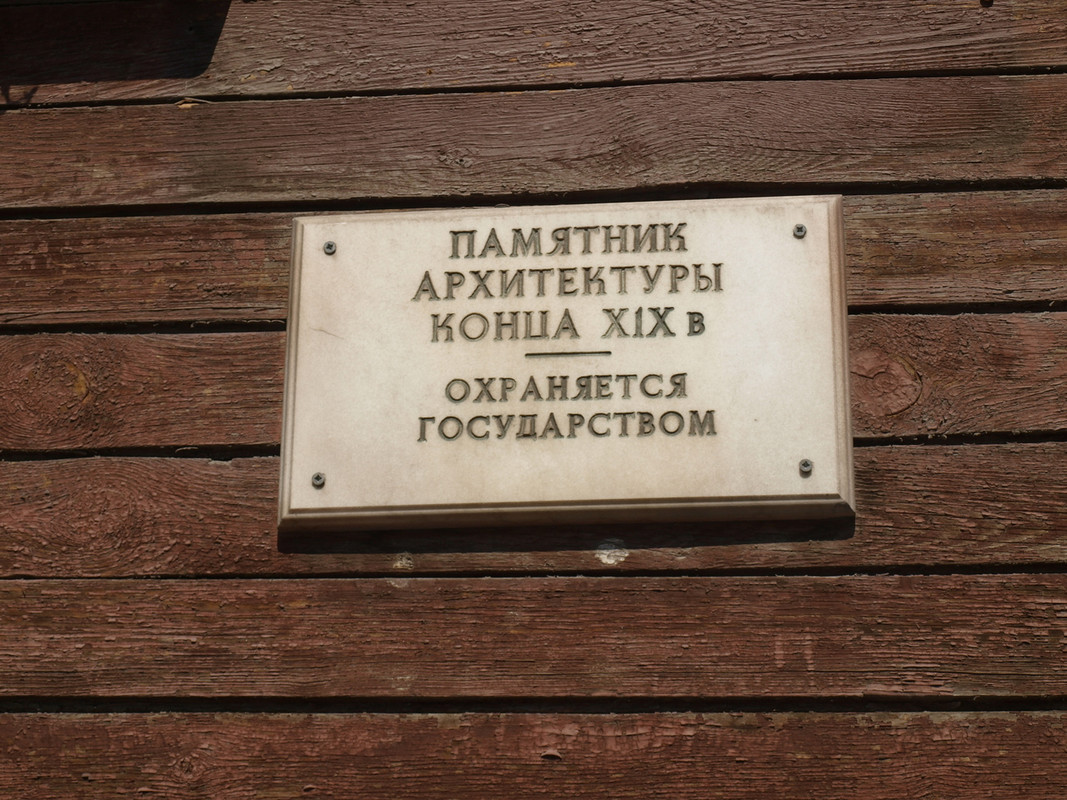 ПАМЯТНИК
АРХИТЕКТУРЫ
КОНЦА XIX В
ОХРАНЯЕТСЯ
ГОСУДАРСТВОМ